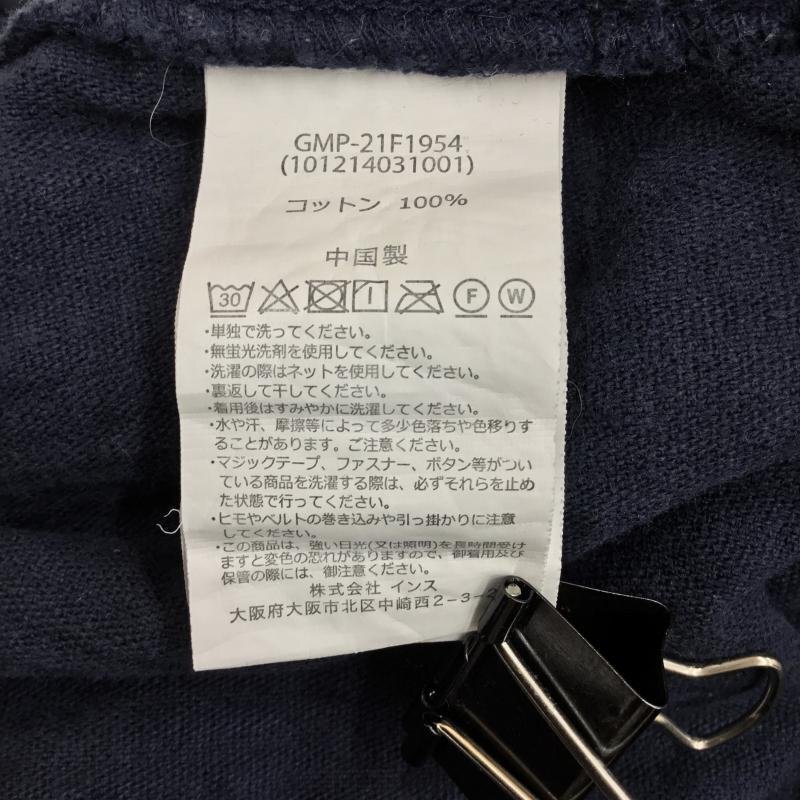 GMP-21F1954
(101214031001)
コットン 100%
中国製
30 F W
・単独で洗ってください。
・無蛍光洗剤を使用してください。
・洗濯の際はネットを使用してください。
・裏返して干してください。
・着用後はすみやかに洗濯してください。
・水や汗、摩擦等によって多少色落ちや色移りす
ることがあります。ご注意ください。
・マジックテープ、ファスナー、ボタン等がつい
ている商品を洗濯する際は、必ずそれらを止め
た状態で行ってください。
・ヒモやベルトの巻き込みや引っ掛かりに注意
してください。
・この商品は、強い日光(又は照明)を長時間受け
ますと変色の恐れがありますので、御着用及び
保管の際には、御注意ください。
株式会社 インス
大阪府大阪市北区中崎西2-3-